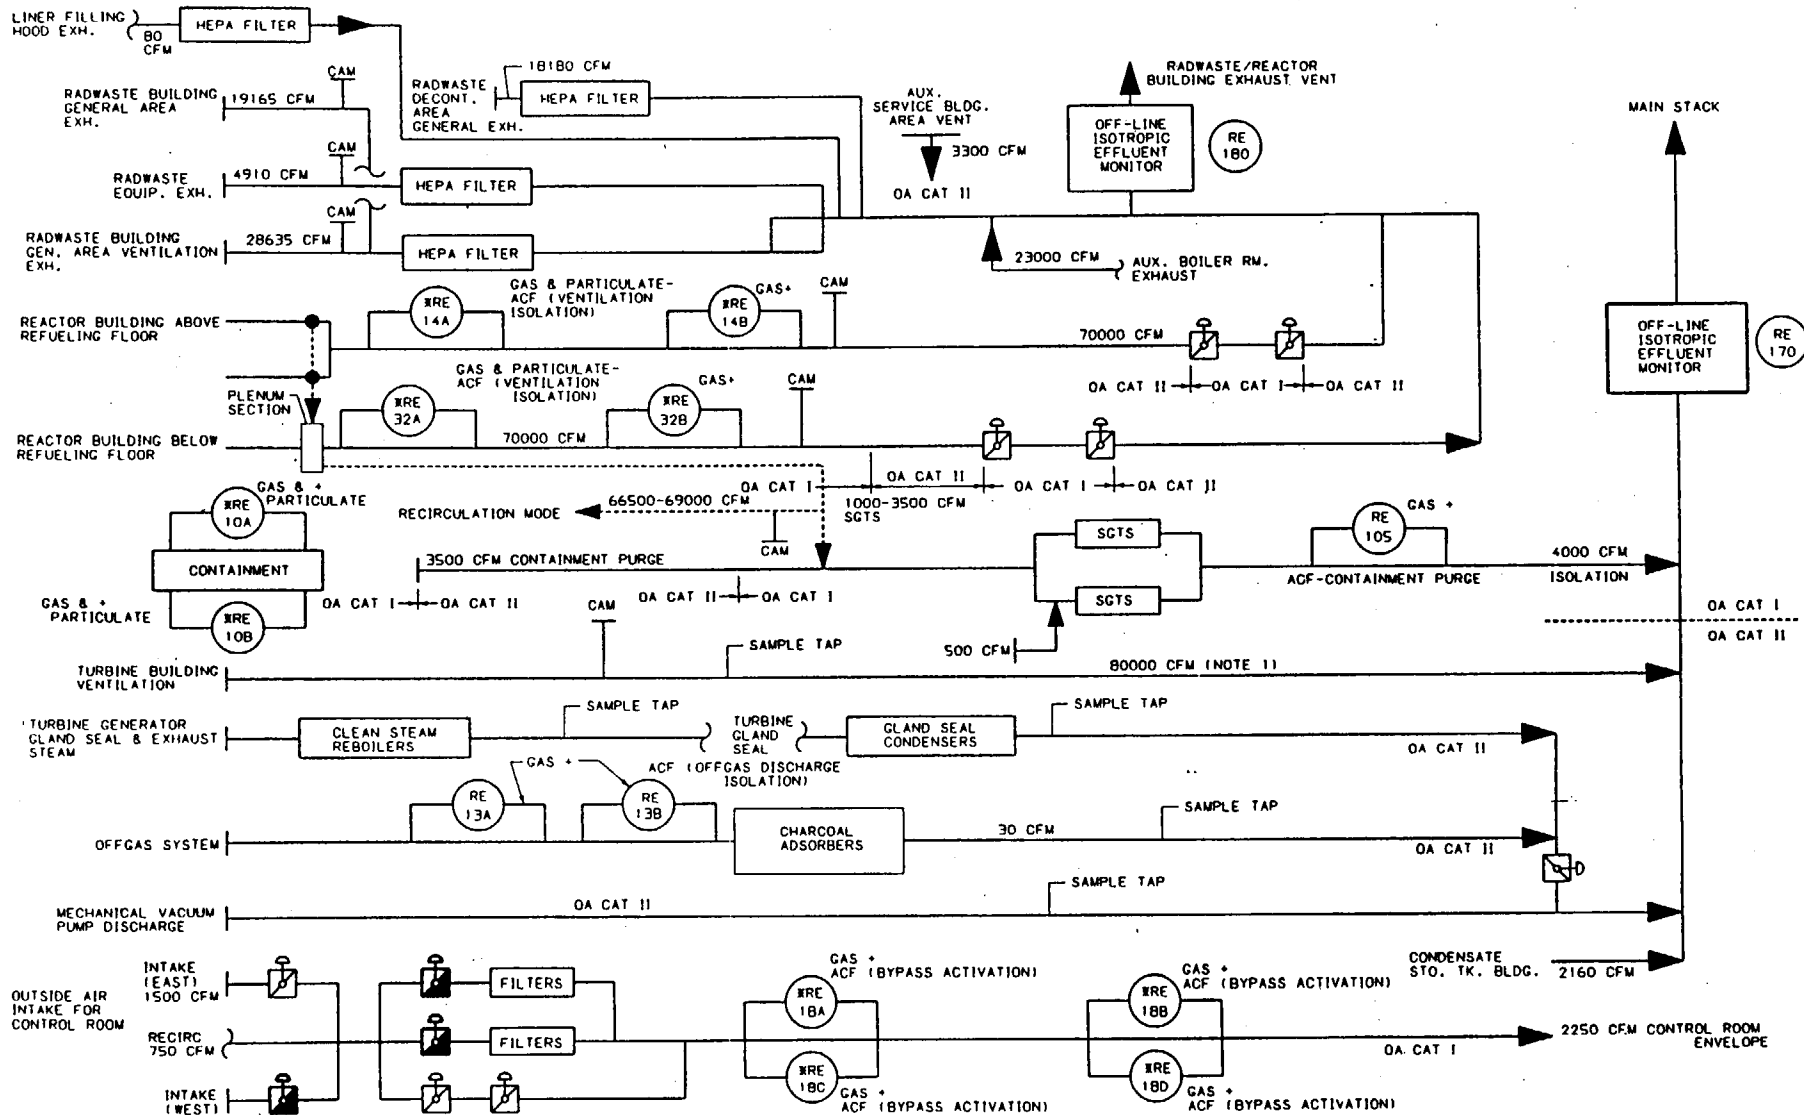 LINER FILLING
HOOD EXH.
80
CFM
HEPA FILTER
CAM
RADWASTE BUILDING
GENERAL AREA
EXH.
19165 CFM
RADWASTE
DECONT.
AREA
GENERAL EXH.
18180 CFM
HEPA FILTER
AUX.
SERVICE BLDG.
AREA VENT
3300 CFM
OA CAT II
RADWASTE/REACTOR
BUILDING EXHAUST VENT
OFF-LINE
ISOTROPIC
EFFLUENT
MONITOR
RE
180
MAIN STACK
CAM
RADWASTE
EQUIP. EXH.
4910 CFM
HEPA FILTER
CAM
RADWASTE BUILDING
GEN. AREA VENTILATION
EXH.
28635 CFM
HEPA FILTER
23000 CFM
AUX. BOILER RM.
EXHAUST
REACTOR BUILDING ABOVE
REFUELING FLOOR
*RE
14A
GAS & PARTICULATE-
ACF (VENTILATION
ISOLATION)
*RE
14B
GAS+
CAM
70000 CFM
OA CAT II
OA CAT I
OA CAT II
OFF-LINE
ISOTROPIC
EFFLUENT
MONITOR
RE
170
PLENUM
SECTION
REACTOR BUILDING BELOW
REFUELING FLOOR
*RE
32A
GAS & PARTICULATE-
ACF (VENTILATION
ISOLATION)
70000 CFM
*RE
32B
GAS+
CAM
OA CAT I
OA CAT II
OA CAT I
OA CAT II
GAS & +
PARTICULATE
*RE
10A
CONTAINMENT
*RE
10B
GAS & +
PARTICULATE
RECIRCULATION MODE
66500-69000 CFM
1000-3500 CFM
SGTS
CAM
3500 CFM CONTAINMENT PURGE
OA CAT I
OA CAT II
OA CAT II
OA CAT I
SGTS
SGTS
500 CFM
RE
105
GAS +
ACF-CONTAINMENT PURGE
4000 CFM
ISOLATION
OA CAT I
OA CAT II
TURBINE BUILDING
VENTILATION
CAM
SAMPLE TAP
80000 CFM (NOTE 1)
TURBINE GENERATOR
GLAND SEAL & EXHAUST
STEAM
CLEAN STEAM
REBOILERS
SAMPLE TAP
TURBINE
GLAND
SEAL
GLAND SEAL
CONDENSERS
SAMPLE TAP
OA CAT II
OFFGAS SYSTEM
RE
13A
GAS +
RE
13B
ACF (OFFGAS DISCHARGE
ISOLATION)
CHARCOAL
ADSORBERS
30 CFM
SAMPLE TAP
OA CAT II
MECHANICAL VACUUM
PUMP DISCHARGE
OA CAT II
SAMPLE TAP
CONDENSATE
STO. TK. BLDG.
2160 CFM
OUTSIDE AIR
INTAKE FOR
CONTROL ROOM
INTAKE
(EAST)
1500 CFM
RECIRC
750 CFM
INTAKE
(WEST)
FILTERS
FILTERS
*RE
18A
GAS +
ACF (BYPASS ACTIVATION)
*RE
18C
GAS +
ACF (BYPASS ACTIVATION)
*RE
18B
GAS +
ACF (BYPASS ACTIVATION)
*RE
18D
GAS +
ACF (BYPASS ACTIVATION)
OA CAT I
2250 CFM CONTROL ROOM
ENVELOPE